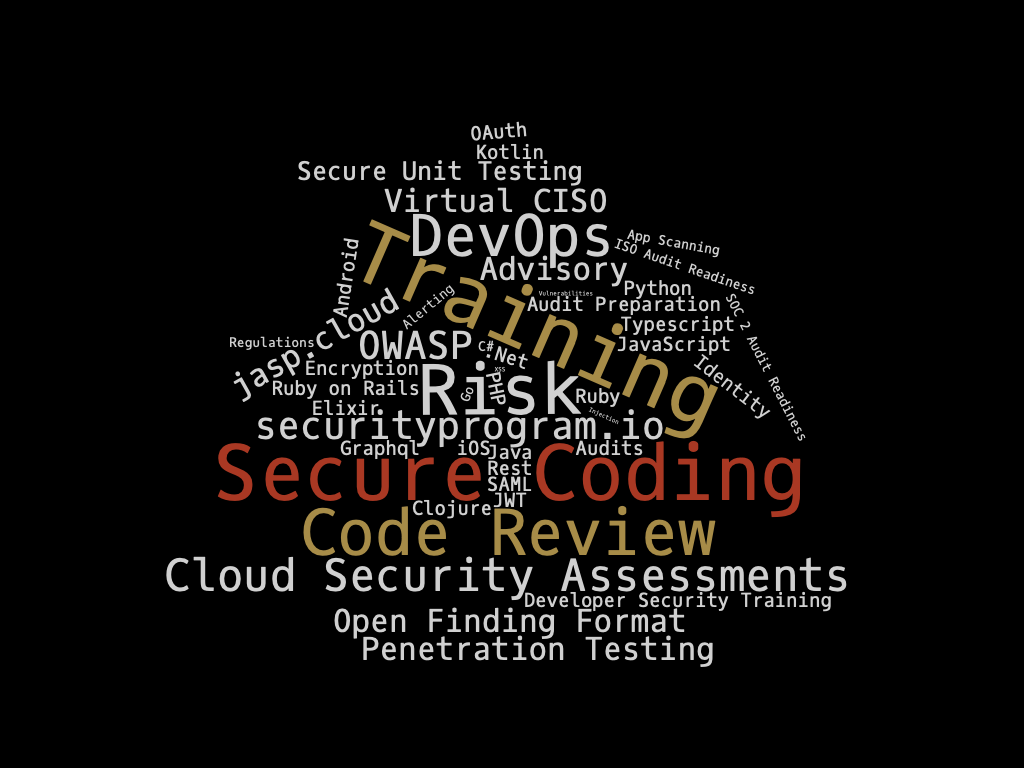 OAuth
Kotlin
Secure Unit Testing
Virtual CISO
DevOps
Training
App Scanning
ISO Audit Readiness
Android
Advisory
Python
Vulnerabilities
Audit Preparation
SOC 2 Audit Readiness
Alerting
jasp.cloud
Typescript
Regulations
OWASP
C#
.Net
JavaScript
Encryption
XSS
Risk
Identity
Ruby on Rails
Go
PHP
Ruby
Elixir
Injection
securityprogram.io
Graphql
iOS
Java
Audits
Secure Coding
Rest
SAML
JWT
Clojure
Code Review
Cloud Security Assessments
Developer Security Training
Open Finding Format
Penetration Testing